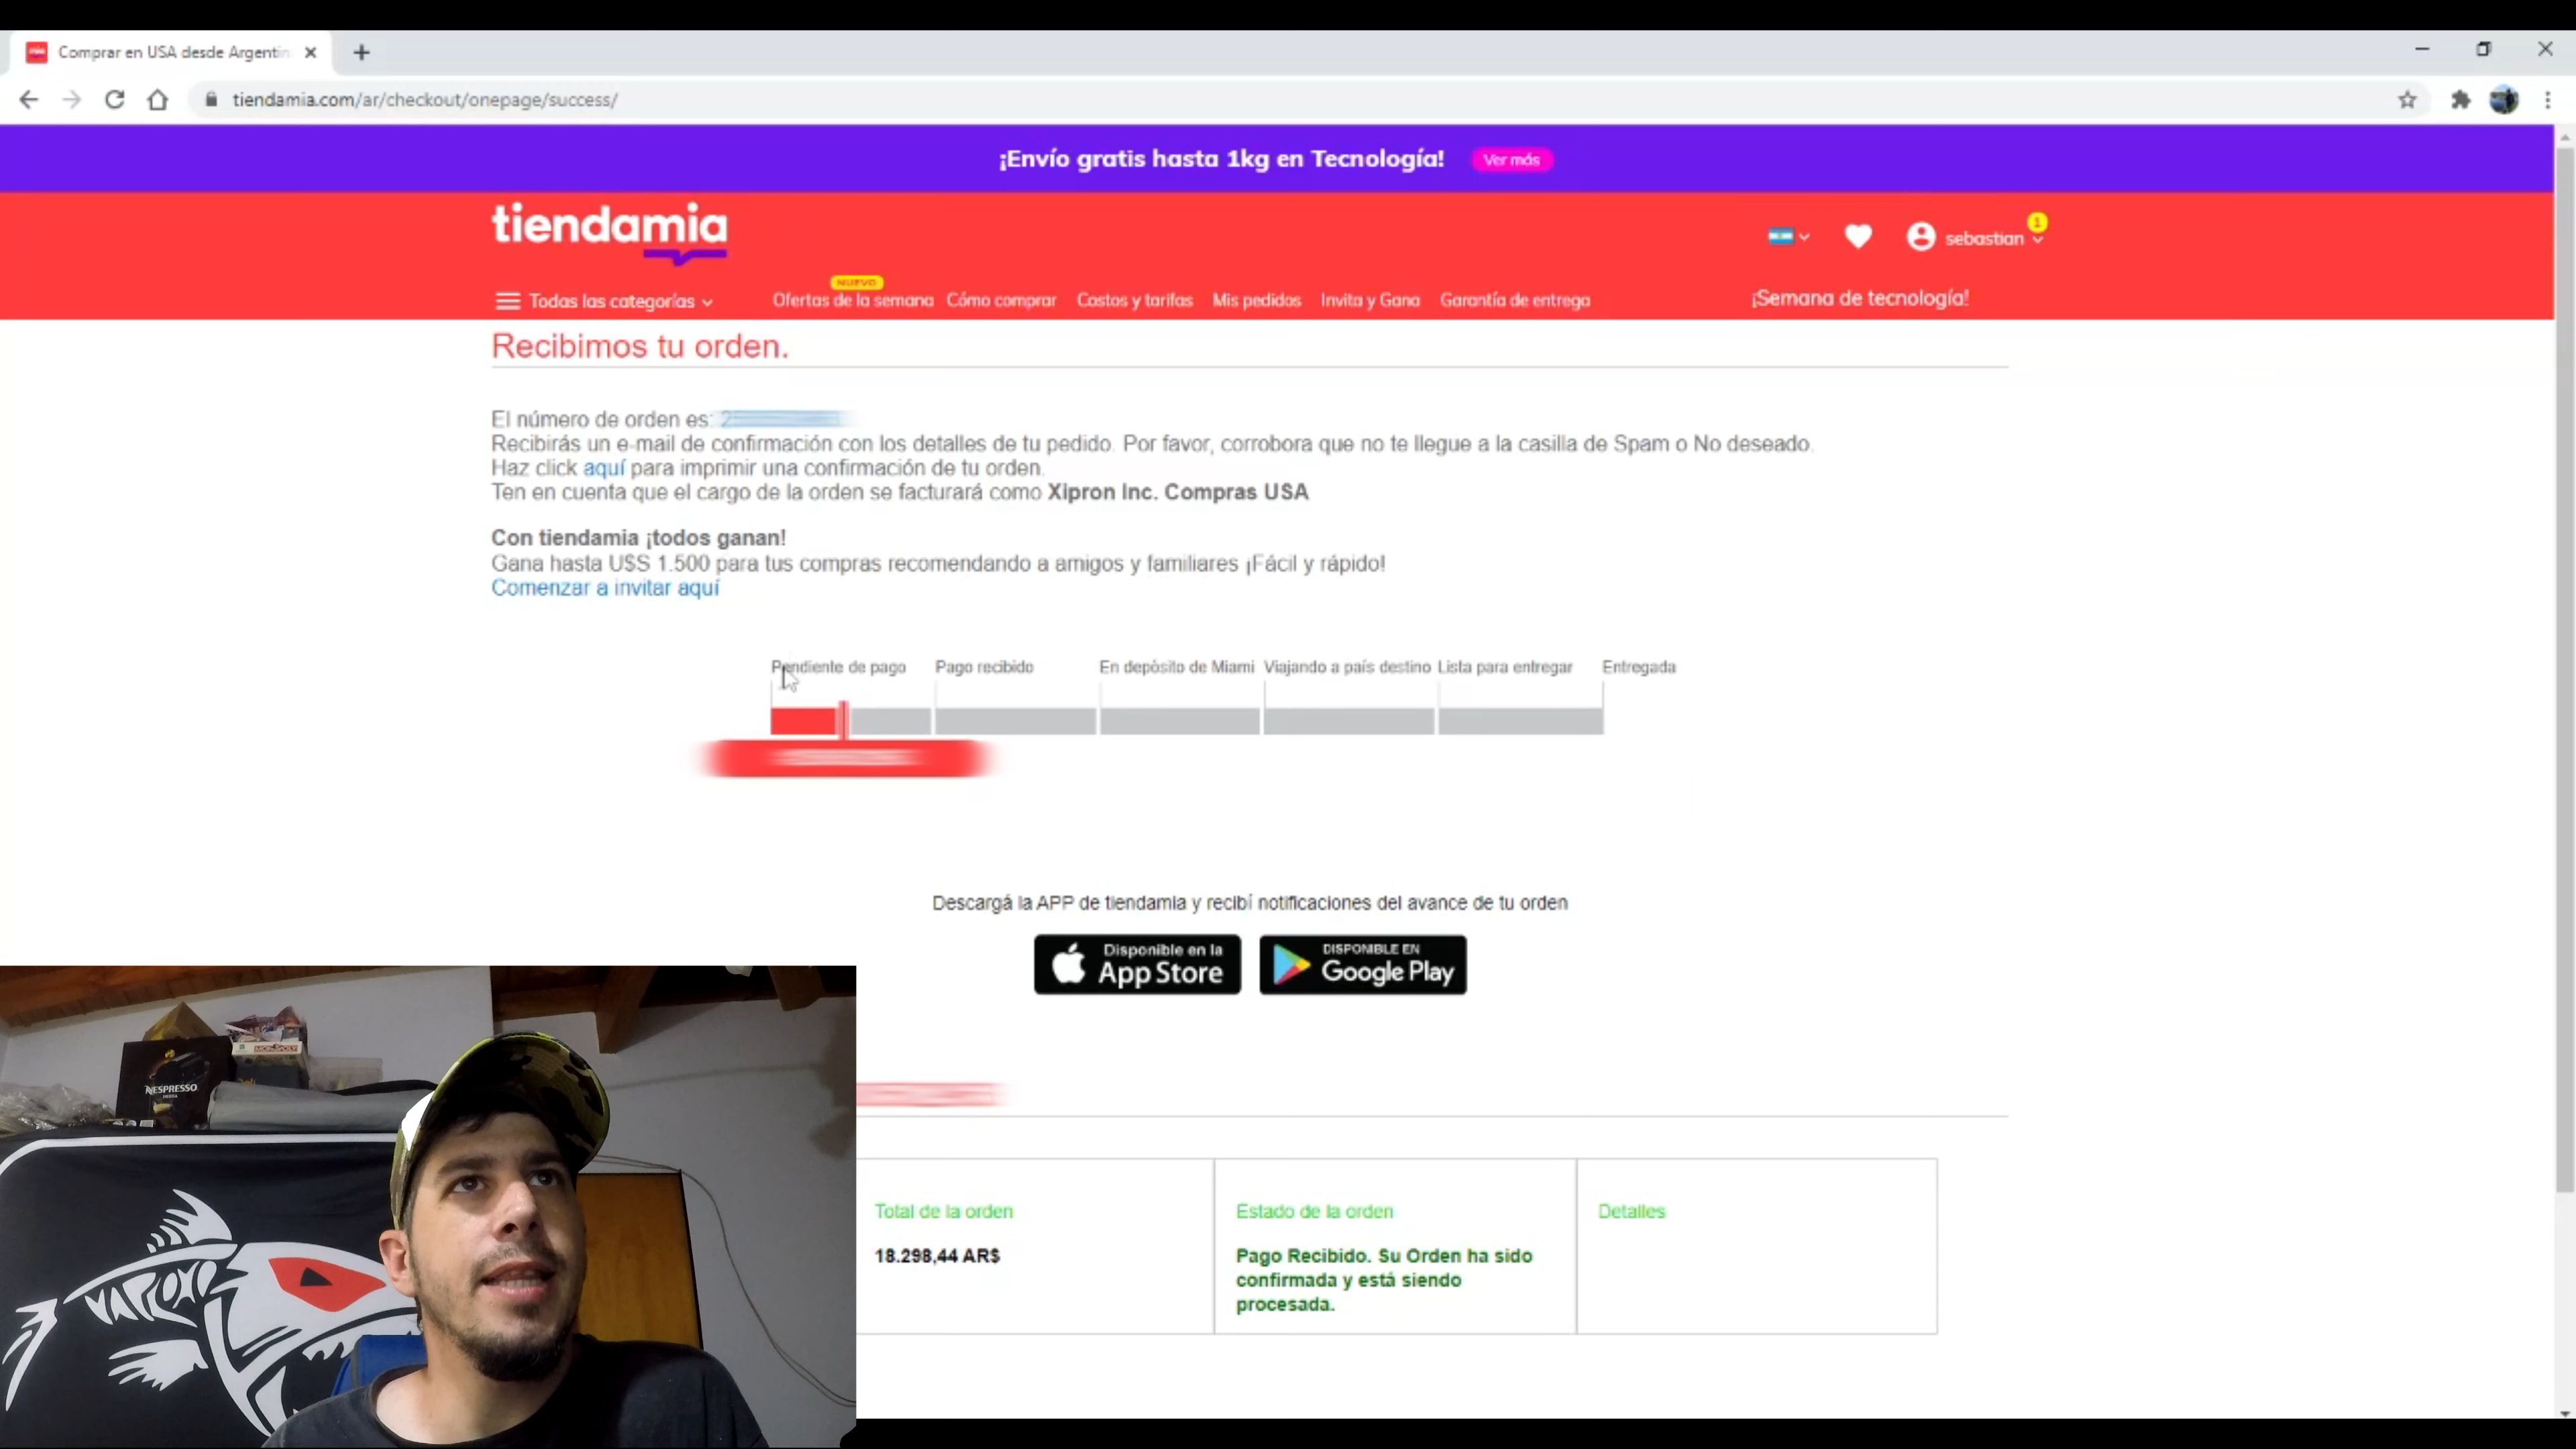 Comprar en USA desde Argentin
tiendamia.com/ar/checkout/onepage/success/
¡Envío gratis hasta 1kg en Tecnología! Ver más
tiendamia
sebastian 1
NUEVO
Todas las categorías Ofertas de la semana Cómo comprar Costos y tarifas Mis pedidos Invita y Gana Garantía de entrega ¡Semana de tecnología!
Recibimos tu orden.
El número de orden es: 2
Recibirás un e-mail de confirmación con los detalles de tu pedido. Por favor, corrobora que no te llegue a la casilla de Spam o No deseado.
Haz click aquí para imprimir una confirmación de tu orden.
Ten en cuenta que el cargo de la orden se facturará como Xipron Inc. Compras USA
Con tiendamia ¡todos ganan!
Gana hasta U$S 1.500 para tus compras recomendando a amigos y familiares ¡Fácil y rápido!
Comenzar a invitar aquí
Pendiente de pago Pago recibido En depósito de Miami Viajando a país destino Lista para entregar Entregada
Descargá la APP de tiendamia y recibí notificaciones del avance de tu orden
Disponible en la App Store
DISPONIBLE EN Google Play
MONOPOLY
NESPRESSO
Total de la orden Estado de la orden Detalles
18.298,44 AR$ Pago Recibido. Su Orden ha sido
confirmada y está siendo
procesada.